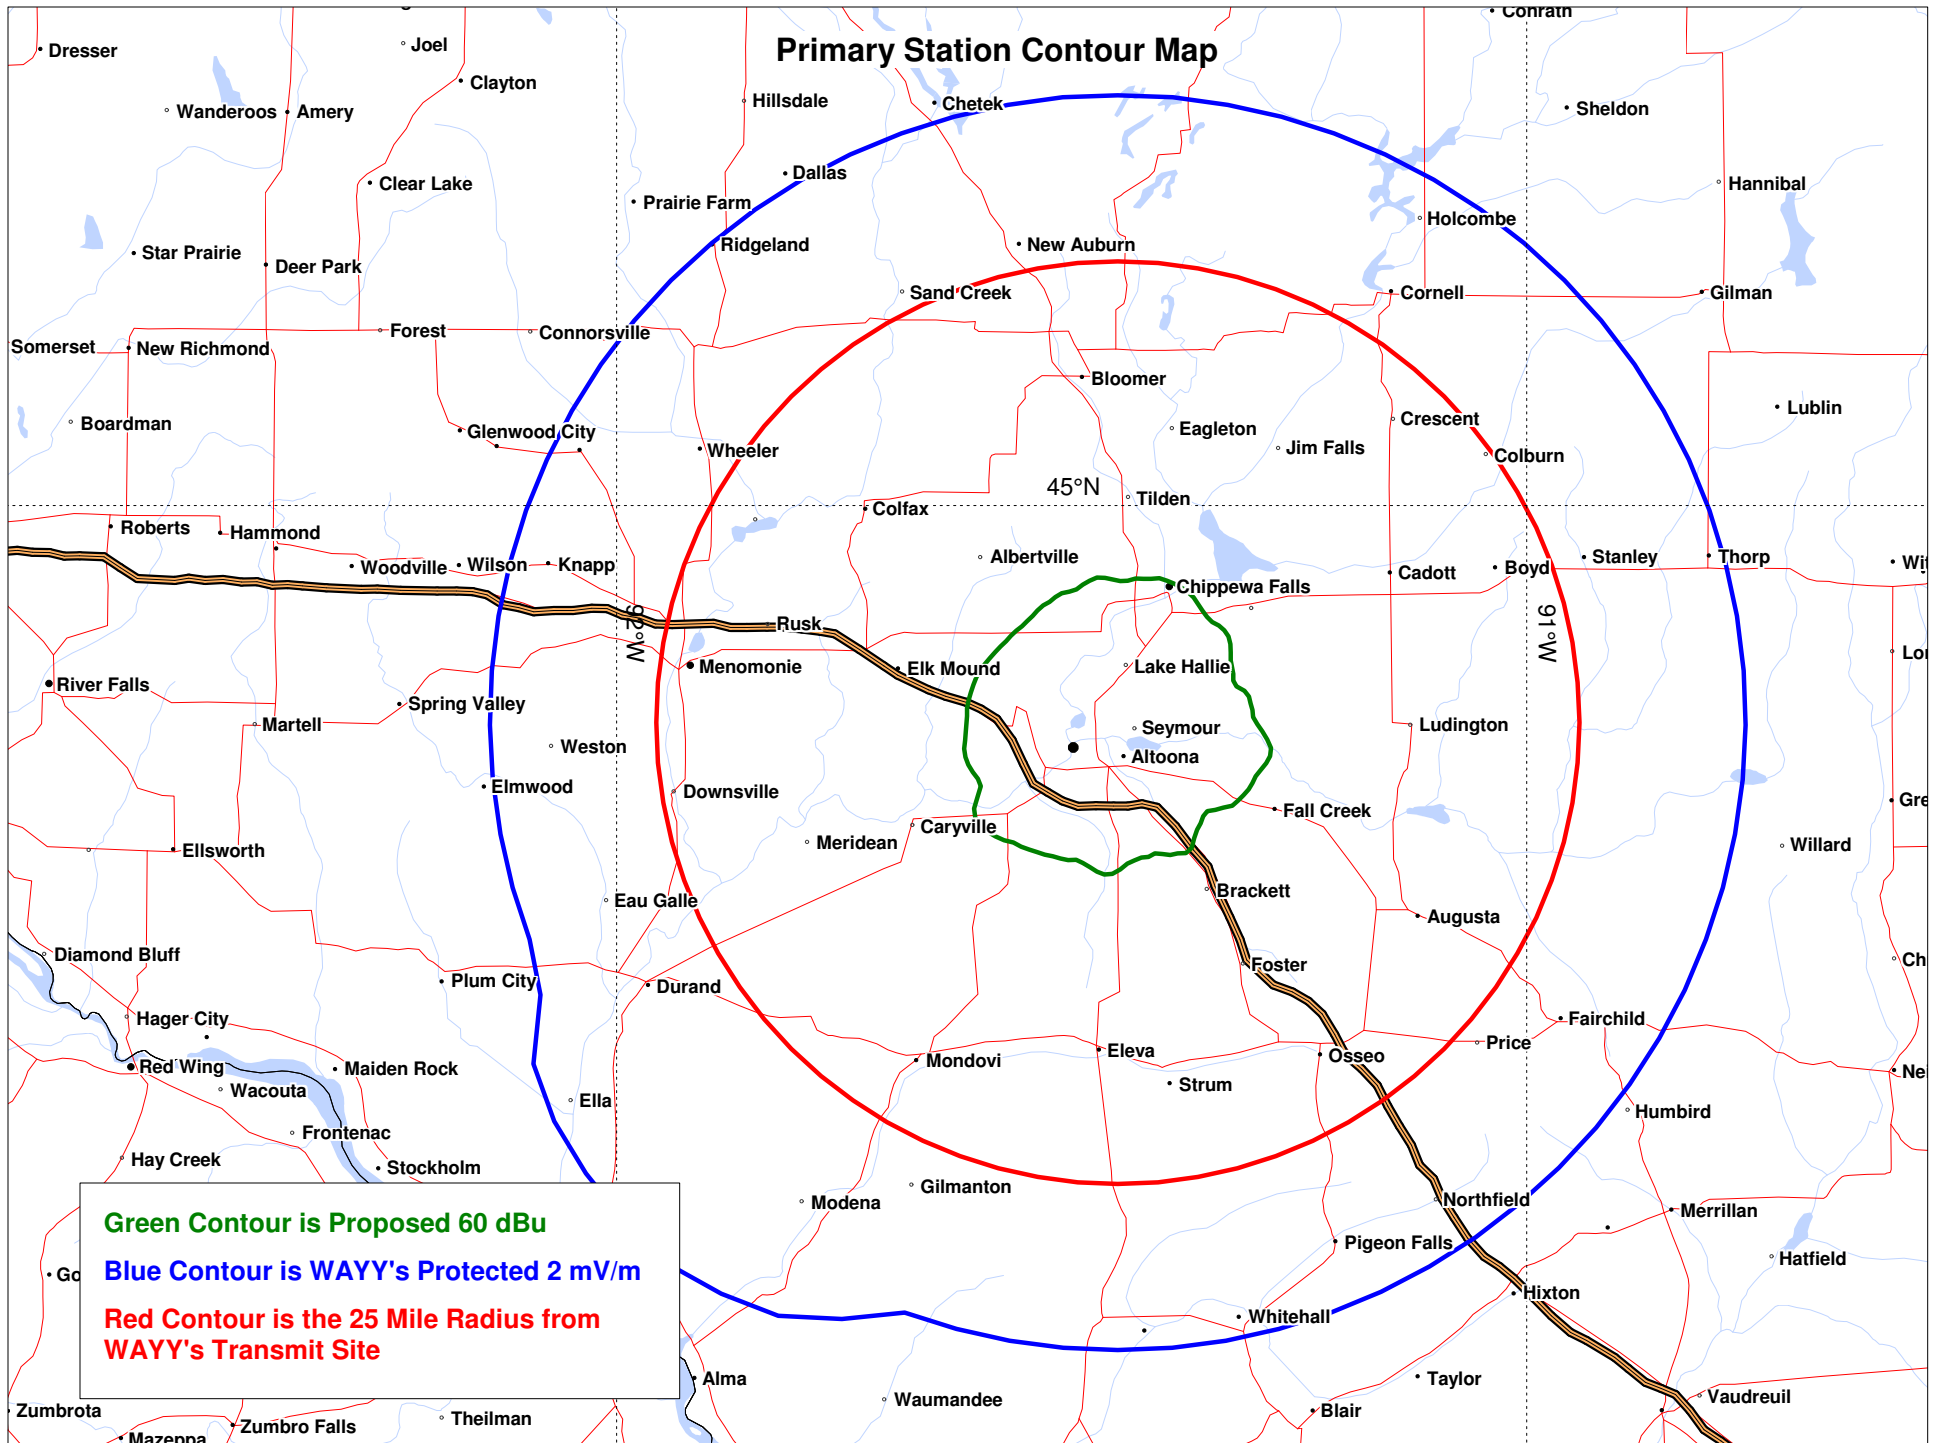 Conrath
Primary Station Contour Map
Dresser
Joel
Clayton
Hillsdale
Chetek
Sheldon
Wanderoos
Amery
Dallas
Clear Lake
Hannibal
Prairie Farm
Holcombe
Star Prairie
Deer Park
Ridgeland
New Auburn
Sand Creek
Cornell
Gilman
Forest
Connorsville
Somerset
New Richmond
Bloomer
Lublin
Boardman
Glenwood City
Crescent
Eagleton
Wheeler
Jim Falls
Colburn
45°N
Tilden
Colfax
Roberts
Hammond
Albertville
Stanley
Thorp
Woodville
Wilson
Knapp
Cadott
Boyd
Chippewa Falls
92°W
91°W
Rusk
Menomonie
Elk Mound
Lake Hallie
River Falls
Spring Valley
Martell
Ludington
Weston
Seymour
Altoona
Elmwood
Downsville
Gre
Fall Creek
Caryville
Meridean
Willard
Ellsworth
Brackett
Eau Galle
Augusta
Diamond Bluff
Foster
Ch
Plum City
Durand
Hager City
Fairchild
Price
Eleva
Osseo
Mondovi
Red Wing
Maiden Rock
Ne
Strum
Wacouta
Ella
Humbird
Frontenac
Hay Creek
Stockholm
Gilmanton
Northfield
Modena
Merrillan
Green Contour is Proposed 60 dBu
Pigeon Falls
Hatfield
Blue Contour is WAYY's Protected 2 mV/m
Go
Hixton
Red Contour is the 25 Mile Radius from
WAYY's Transmit Site
Whitehall
Alma
Taylor
Waumandee
Vaudreuil
Zumbrota
Blair
Theilman
Zumbro Falls
Mazeppa